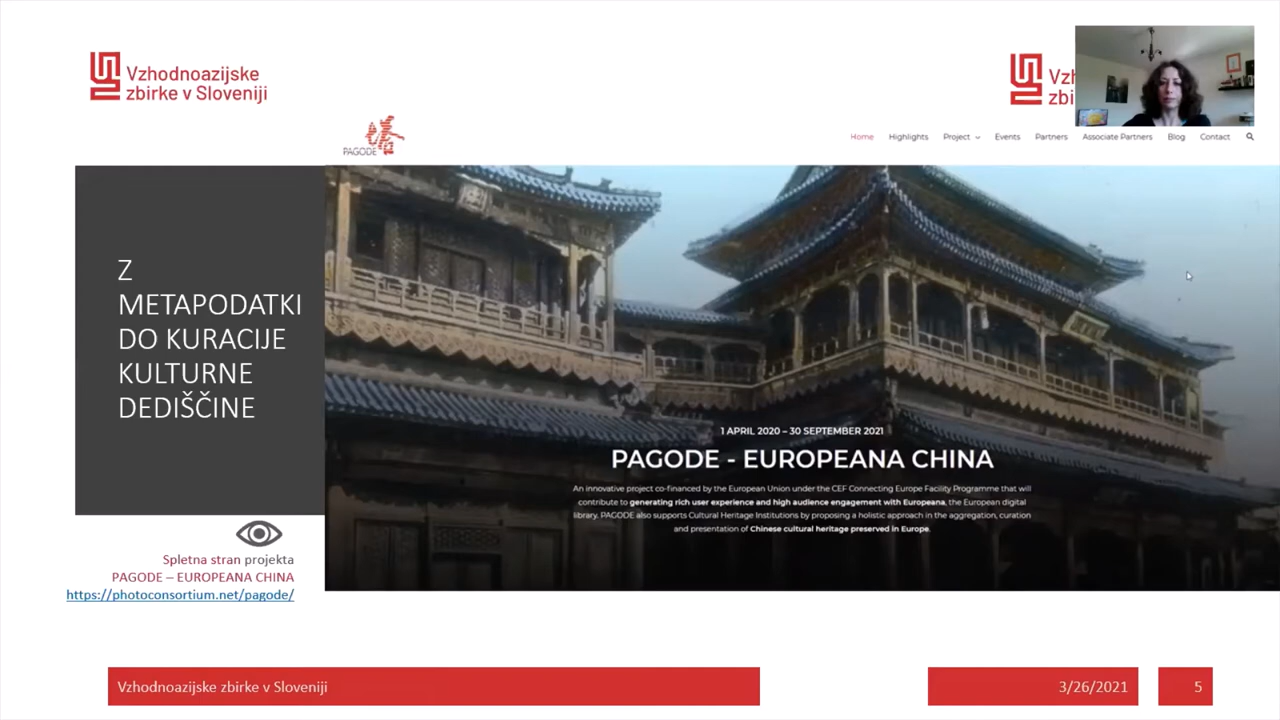 Vzhodnoazijske
zbirke v Sloveniji
PAGODE
Home Highlights Project Events Partners Associate Partners Blog Contact
Z
METAPODATKI
DO KURACIJE
KULTURNE
DEDIŠČINE
1 APRIL 2020 – 30 SEPTEMBER 2021
PAGODE - EUROPEANA CHINA
An innovative project co-financed by the European Union under the CEF Connecting Europe Facility Programme that will
contribute to generating rich user experience and high audience engagement with Europeana, the European digital
library. PAGODE also supports Cultural Heritage Institutions by proposing a holistic approach in the aggregation, curation
and presentation of Chinese cultural heritage preserved in Europe.
Spletna stran projekta
PAGODE – EUROPEANA CHINA
https://photoconsortium.net/pagode/
Vzhodnoazijske zbirke v Sloveniji
3/26/2021
5